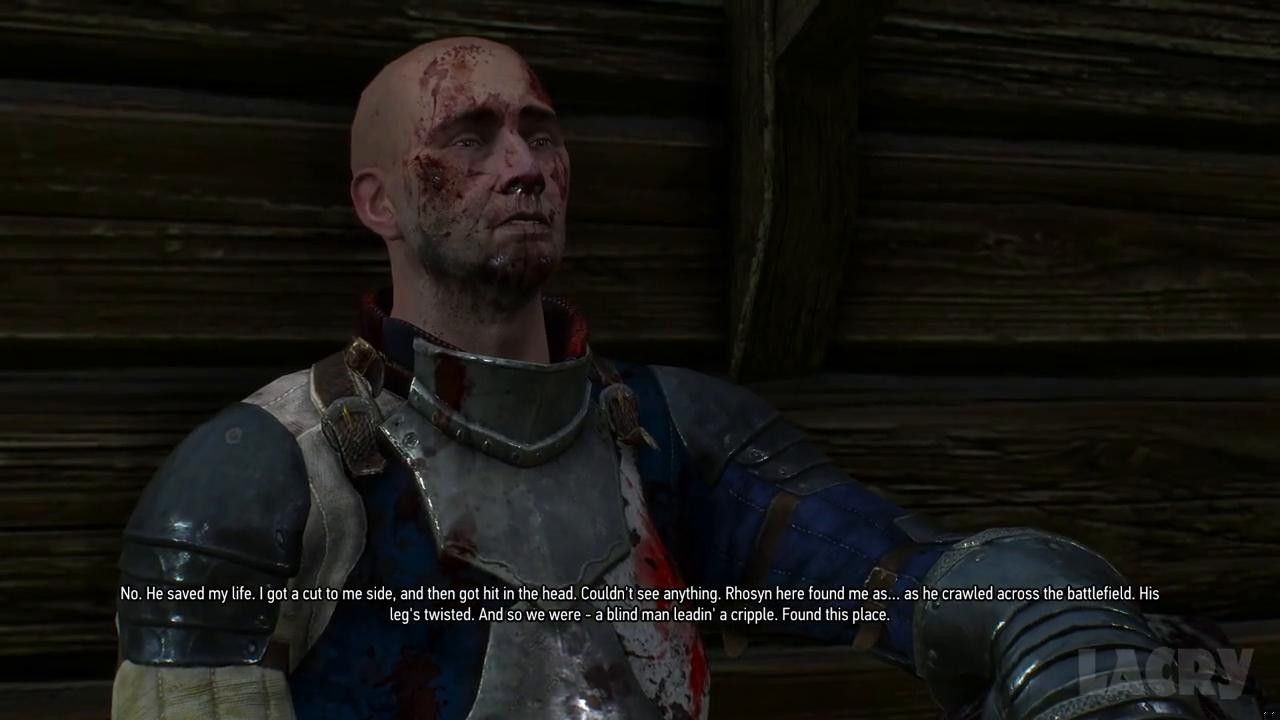 No. He saved my life. I got a cut to me side, and then got hit in the head. Couldn't see anything. Rhosyn here found me as... as he crawled across the battlefield. His
leg's twisted. And so we were - a blind man leadin' a cripple. Found this place.
LACRY